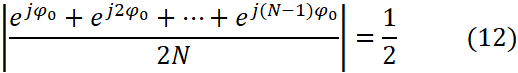 |(e^{jφ₀} + e^{j2φ₀} + ⋯ + e^{j(N−1)φ₀})/(2N)| = 1/2 (12)